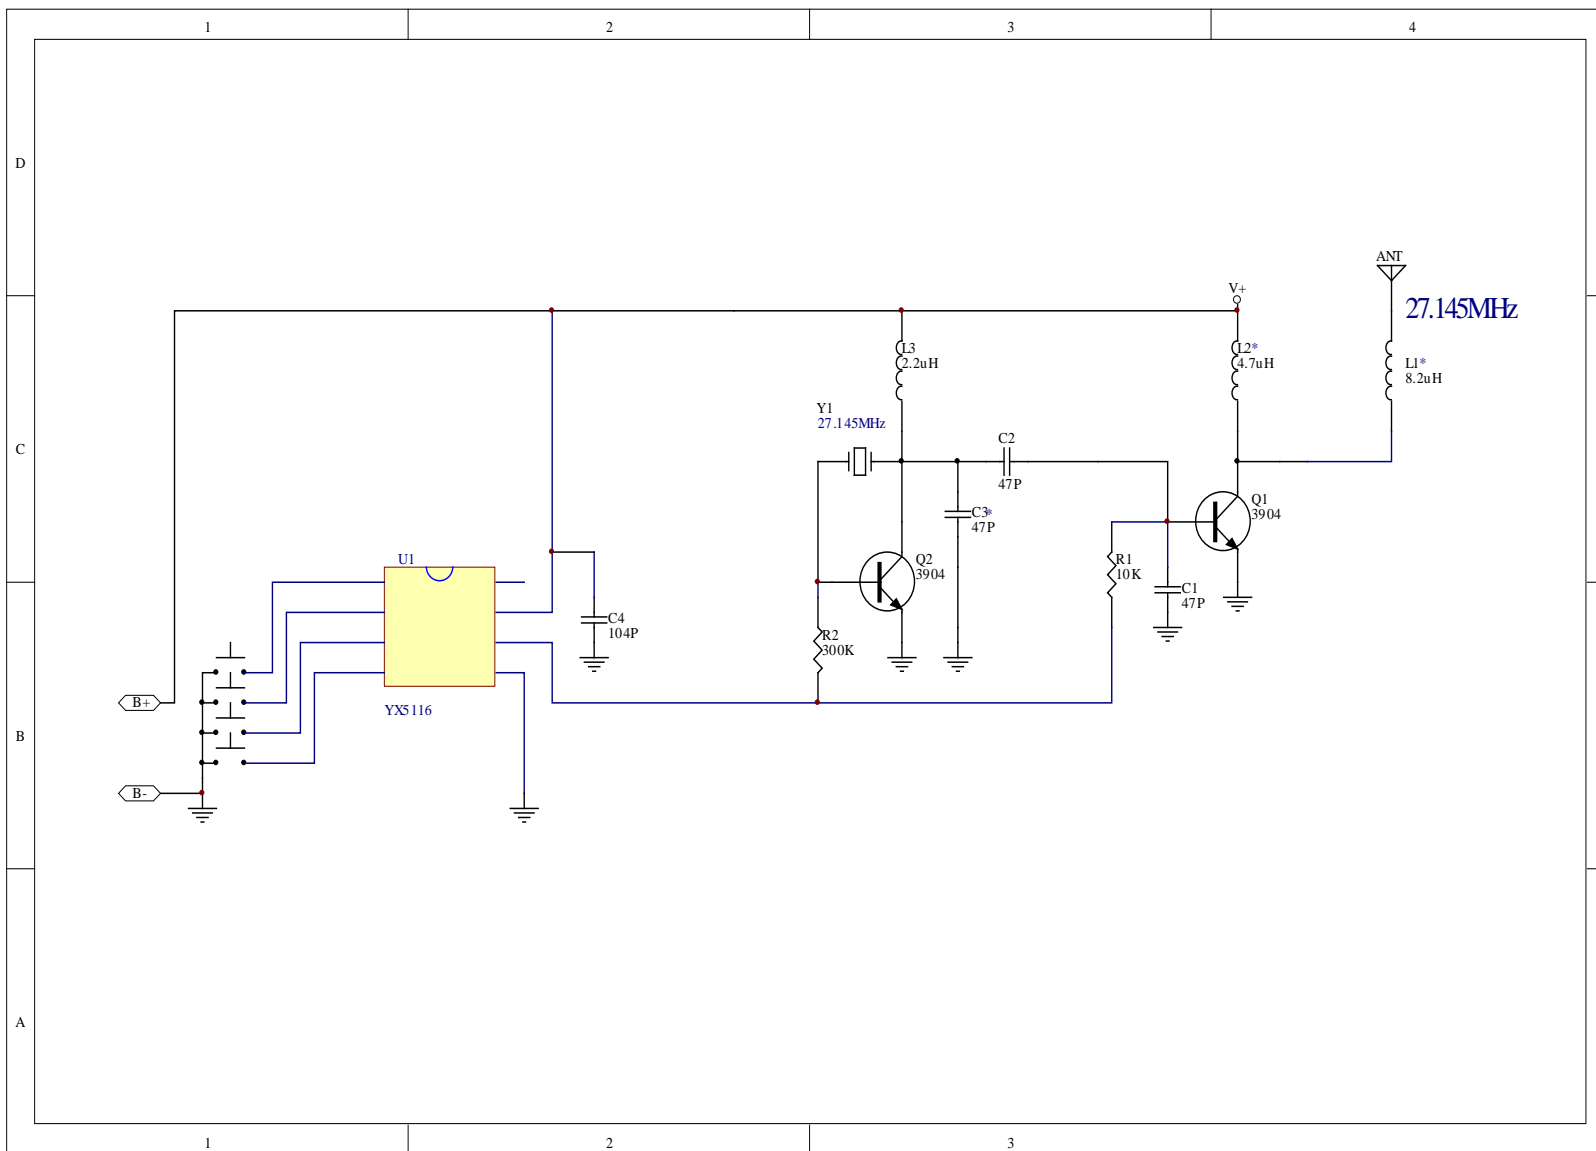 1 2 3 4
D
ANT
V+
27.145MHz
L3
2.2uH
L2*
4.7uH
L1*
8.2uH
Y1
27.145MHz
C
C2
47P
Q1
3904
C3*
47P
U1
Q2
3904
R1
10K
C1
47P
C4
104P
R2
300K
B+
YX5116
B
B-
A
1 2 3